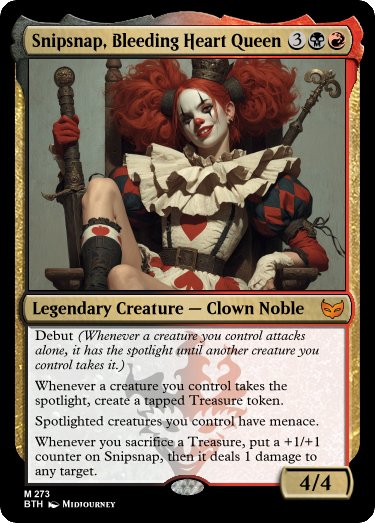 Snipsnap, Bleeding Heart Queen 3
Legendary Creature — Clown Noble
Debut (Whenever a creature you control attacks
alone, it has the spotlight until another creature you
control takes it.)
Whenever a creature you control takes the
spotlight, create a tapped Treasure token.
Spotlighted creatures you control have menace.
Whenever you sacrifice a Treasure, put a +1/+1
counter on Snipsnap, then it deals 1 damage to
any target.
4/4
M 273
BTH Midjourney